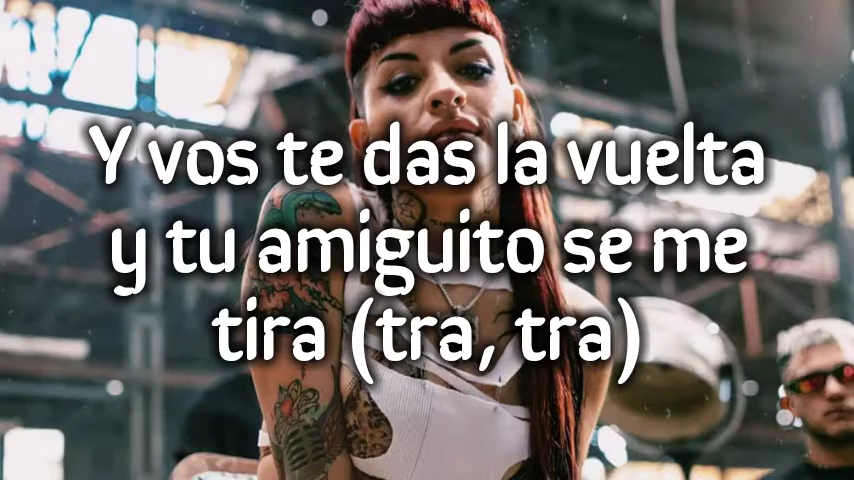 Y vos te das la vuelta
y tu amiguito se me
tira (tra, tra)